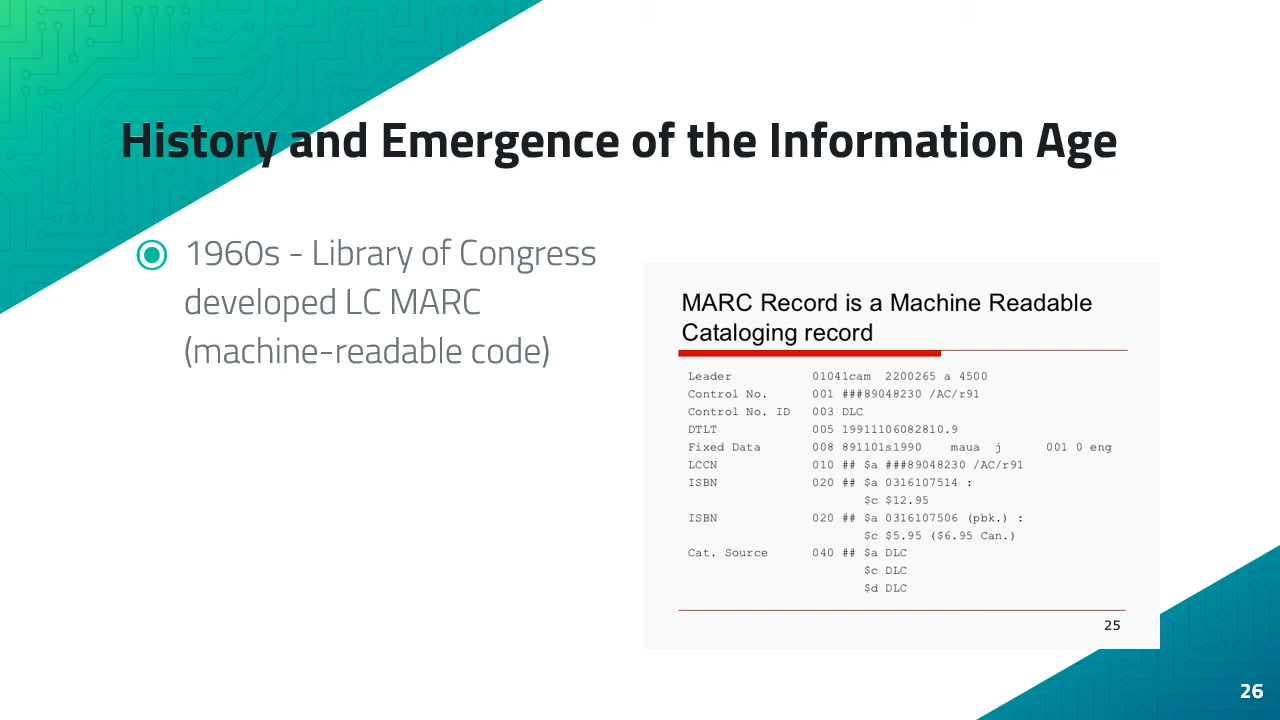 History and Emergence of the Information Age
1960s - Library of Congress
developed LC MARC
(machine-readable code)
MARC Record is a Machine Readable
Cataloging record
Leader 01041cam 2200265 a 4500
Control No. 001 ###89048230 /AC/r91
Control No. ID 003 DLC
DTLT 005 19911106082810.9
Fixed Data 008 891101s1990 maua j 001 0 eng
LCCN 010 ## $a ###89048230 /AC/r91
ISBN 020 ## $a 0316107514 :
$c $12.95
ISBN 020 ## $a 0316107506 (pbk.) :
$c $5.95 ($6.95 Can.)
Cat. Source 040 ## $a DLC
$c DLC
$d DLC
25
26